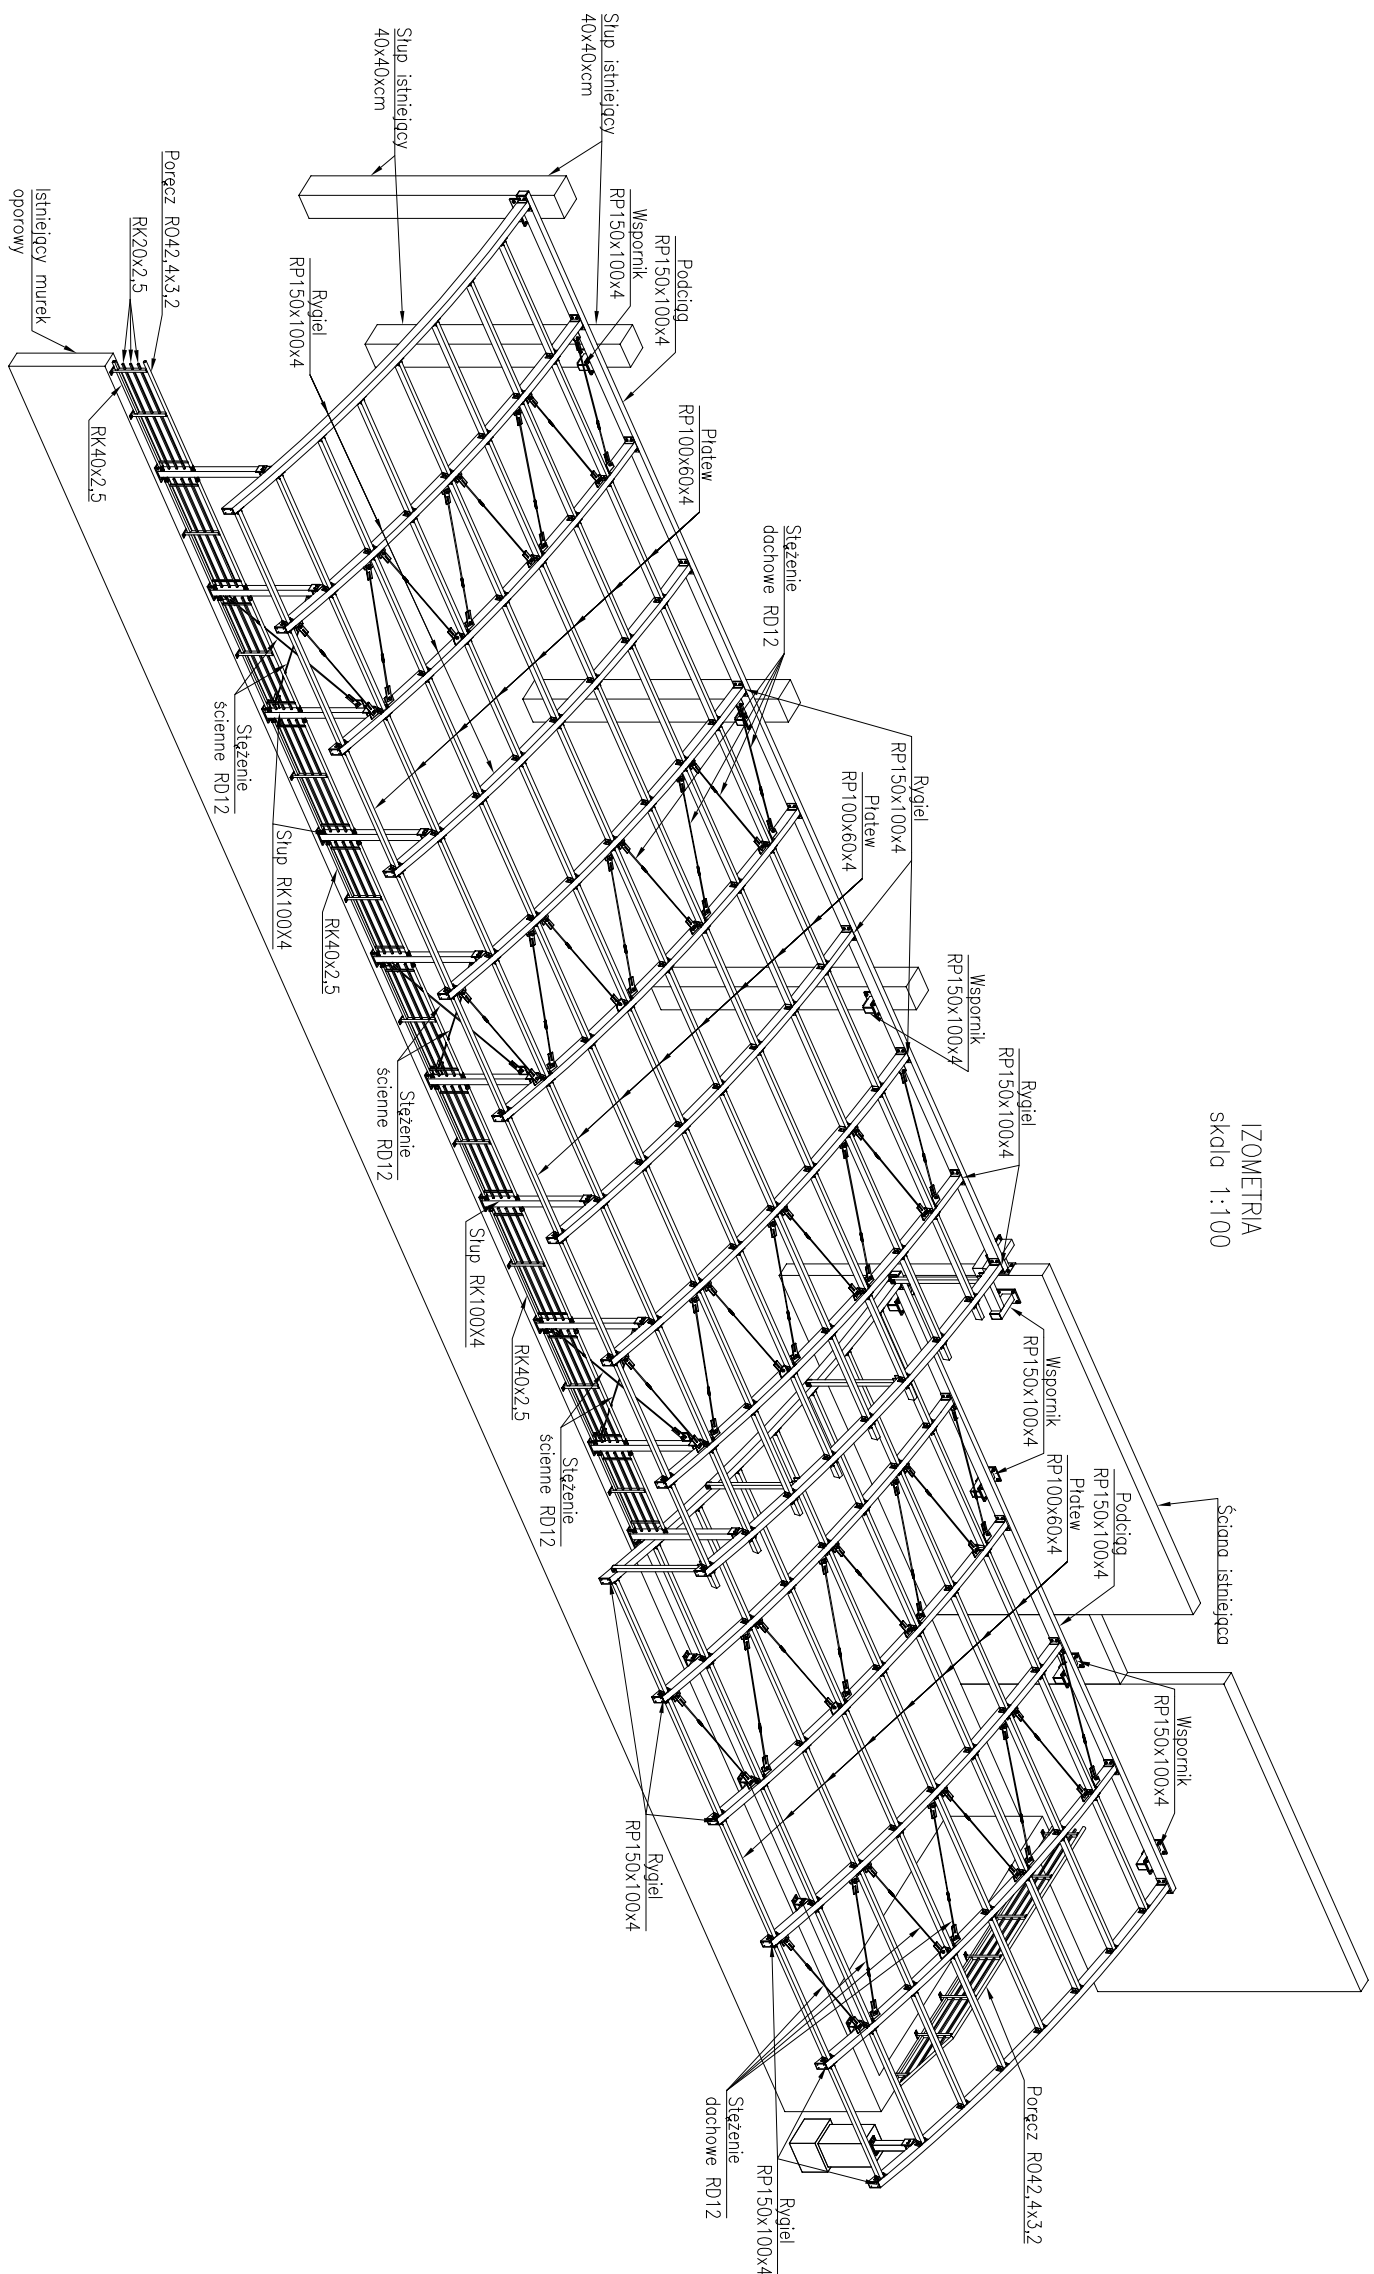 IZOMETRIA
skala 1:100
Słup istniejący
40x40xcm
Słup istniejący
40x40xcm
Wspornik
RP150x100x4
Podciąg
RP150x100x4
Poręcz RO42,4x3,2
RK20x2,5
Istniejący murek
oporowy
Rygiel
RP150x100x4
RK40x2,5
Płatew
RP100x60x4
Stężenie
dachowe RD12
Stężenie
ścienne RD12
Rygiel
RP150x100x4
Płatew
RP100x60x4
Słup RK100X4
RK40x2,5
Wspornik
RP150x100x4
Rygiel
RP150x100x4
Stężenie
ścienne RD12
Słup RK100X4
RK40x2,5
Wspornik
RP150x100x4
Podciąg
RP150x100x4
Płatew
RP100x60x4
Ściana istniejąca
Stężenie
ścienne RD12
Wspornik
RP150x100x4
Rygiel
RP150x100x4
Poręcz RO42,4x3,2
Stężenie
dachowe RD12
Rygiel
RP150x100x4